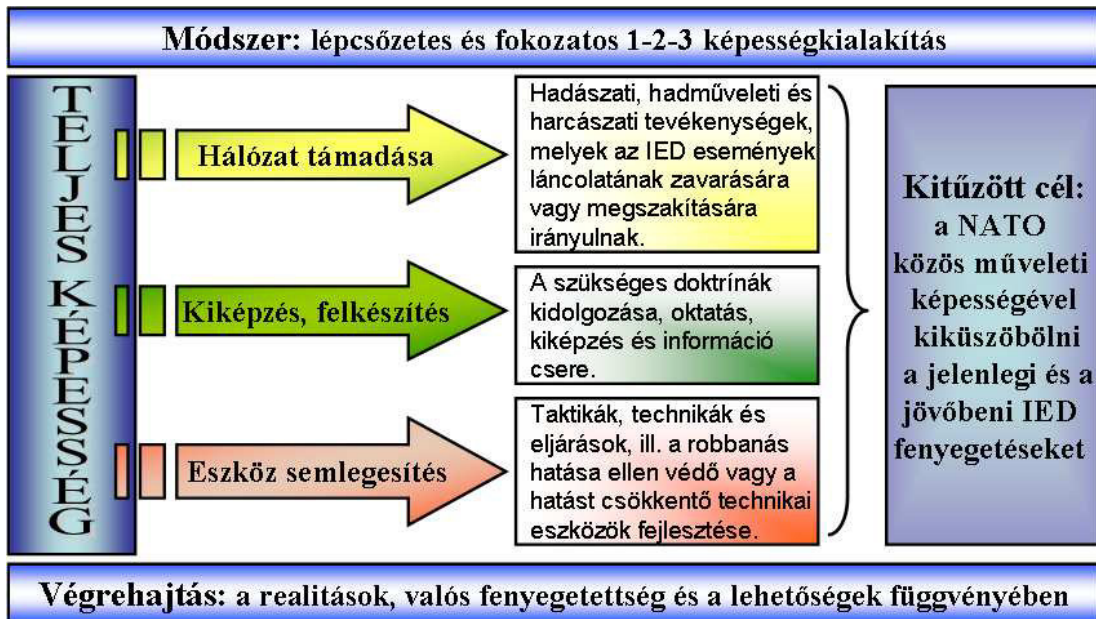 Módszer: lépcsőzetes és fokozatos 1-2-3 képességkialakítás
TELJES KÉPESSÉG
Hálózat támadása
Hadászati, hadműveleti és
harcászati tevékenységek,
melyek az IED események
láncolatának zavarására
vagy megszakítására
irányulnak.
Kiképzés, felkészítés
A szükséges doktrínák
kidolgozása, oktatás,
kiképzés és információ
csere.
Eszköz semlegesítés
Taktikák, technikák és
eljárások, ill. a robbanás
hatása ellen védő vagy a
hatást csökkentő technikai
eszközök fejlesztése.
Kitűzött cél:
a NATO
közös műveleti
képességével
kiküszöbölni
a jelenlegi és a
jövőbeni IED
fenyegetéseket
Végrehajtás: a realitások, valós fenyegetettség és a lehetőségek függvényében